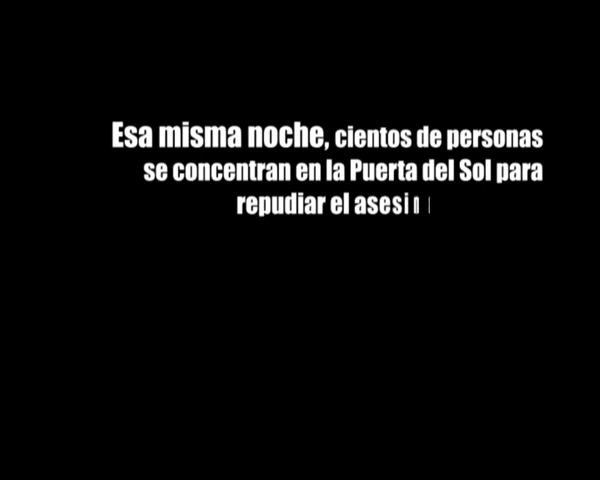 Esa misma noche, cientos de personas
se concentran en la Puerta del Sol para
repudiar el